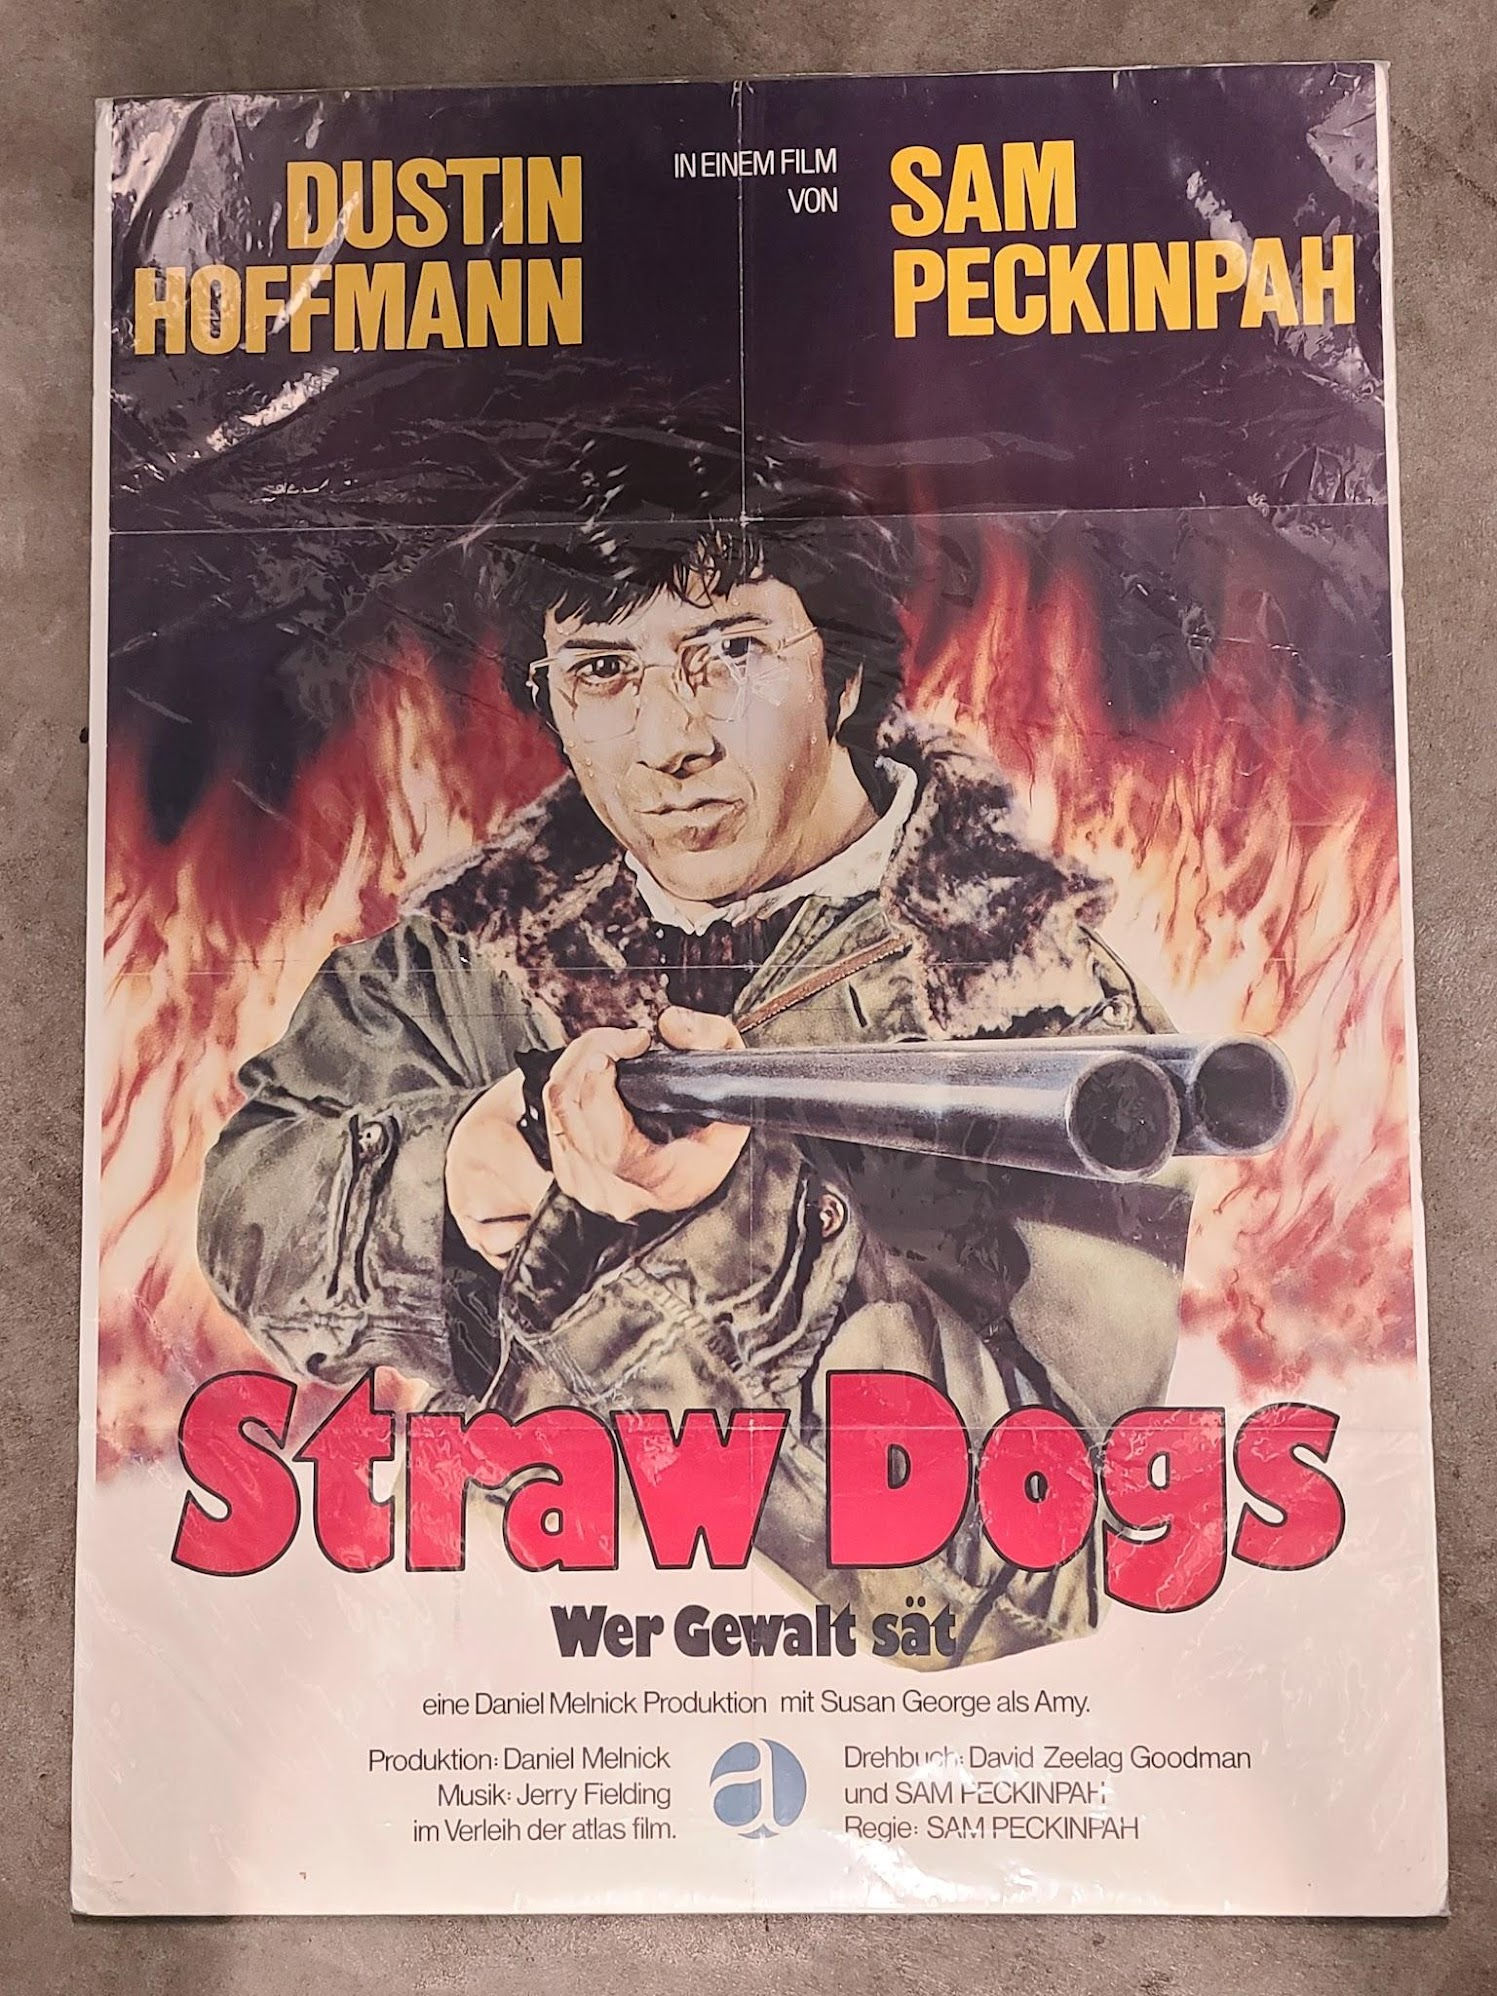 DUSTIN
HOFFMANN
IN EINEM FILM
VON
SAM
PECKINPAH
Straw Dogs
Wer Gewalt sät
eine Daniel Melnick Produktion mit Susan George als Amy.
Produktion: Daniel Melnick
Musik: Jerry Fielding
im Verleih der atlas film.
a
Drehbuch: David Zeelag Goodman
und SAM PECKINPAH
Regie: SAM PECKINPAH